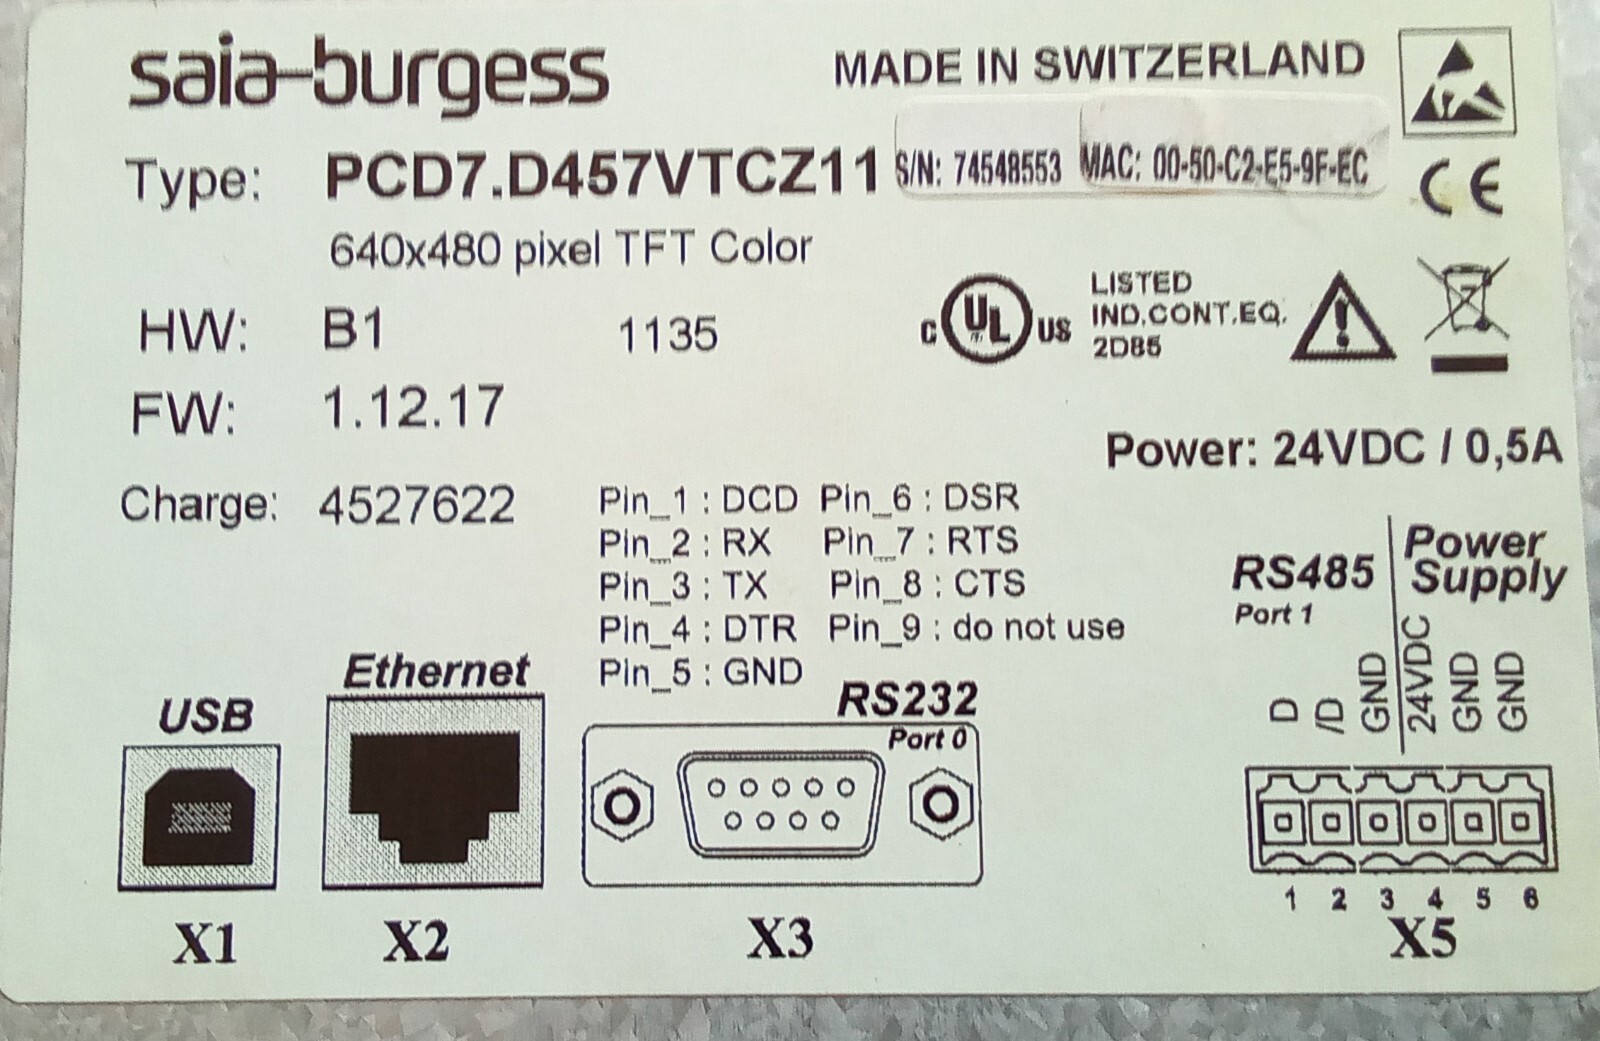 saia-burgess
MADE IN SWITZERLAND
Type: PCD7.D457VTCZ11
S/N: 74548553
MAC: 00-50-C2-E5-9F-EC
CE
640x480 pixel TFT Color
HW: B1 1135
C UL US
LISTED
IND.CONT.EQ.
2D85
FW: 1.12.17
Power: 24VDC / 0,5A
Charge: 4527622
Pin_1 : DCD Pin_6 : DSR
Pin_2 : RX Pin_7 : RTS
Pin_3 : TX Pin_8 : CTS
Pin_4 : DTR Pin_9 : do not use
Pin_5 : GND
RS485
Port 1
Power
Supply
D
/D
GND
24VDC
GND
GND
USB
Ethernet
RS232
Port 0
1 2 3 4 5 6
X1
X2
X3
X5